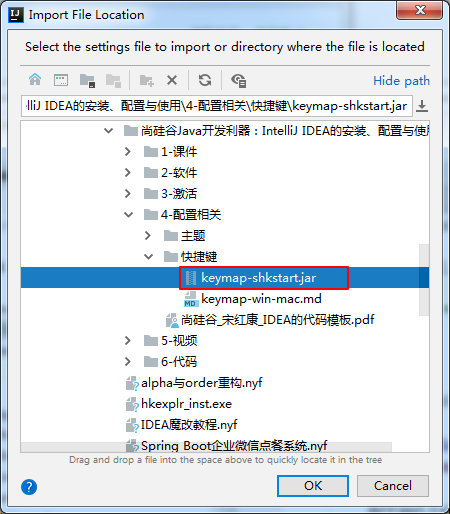 Import File Location
Select the settings file to import or directory where the file is located
Hide path
elliJ IDEA的安装、配置与使用\4-配置相关\快捷键\keymap-shkstart.jar
尚硅谷Java开发利器：IntelliJ IDEA的安装、配置与使用
1-课件
2-软件
3-激活
4-配置相关
主题
快捷键
keymap-shkstart.jar
keymap-win-mac.md
尚硅谷_宋红康_IDEA的代码模板.pdf
5-视频
6-代码
alpha与order重构.nyf
hkexplr_inst.exe
IDEA魔改教程.nyf
Spring Boot企业微信点餐系统.nyf
Drag and drop a file into the space above to quickly locate it in the tree
?
OK
Cancel